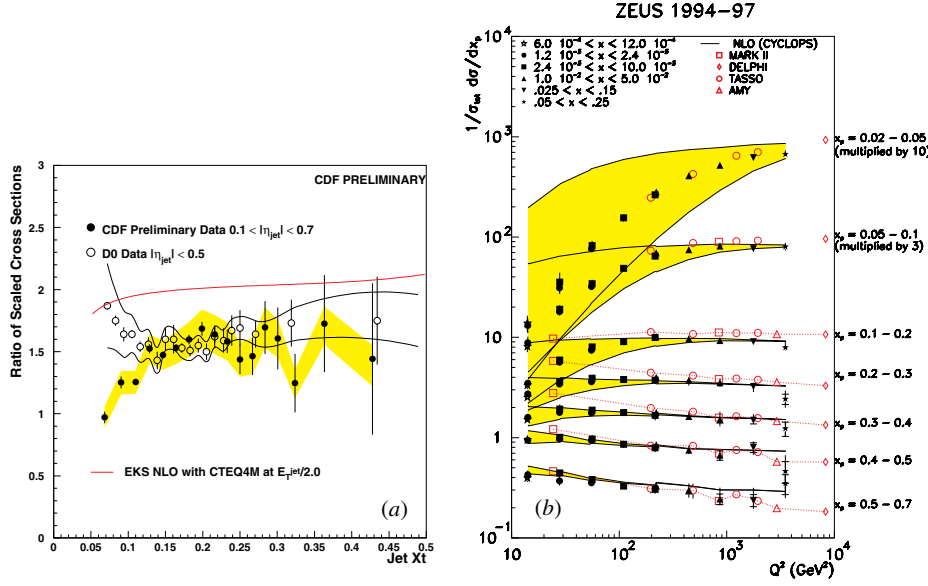 CDF PRELIMINARY
CDF Preliminary Data 0.1 < |η_jet| < 0.7
D0 Data |η_jet| < 0.5
EKS NLO with CTEQ4M at E_T^jet/2.0
(a)
Ratio of Scaled Cross Sections
3
2.5
2
1.5
1
0.5
0
0 0.05 0.1 0.15 0.2 0.25 0.3 0.35 0.4 0.45 0.5
Jet Xt
ZEUS 1994-97
1/σ_tot dσ/dx_p
10^4
10^3
10^2
10
1
10^-1
6.0 10^-4 < x < 12.0 10^-4
1.2 10^-3 < x < 2.4 10^-3
2.4 10^-3 < x < 10.0 10^-3
1.0 10^-2 < x < 5.0 10^-2
.025 < x < .15
.05 < x < .25
NLO (CYCLOPS)
MARK II
DELPHI
TASSO
AMY
x_p = 0.02 - 0.05
(multiplied by 10)
x_p = 0.05 - 0.1
(multiplied by 3)
x_p = 0.1 - 0.2
x_p = 0.2 - 0.3
x_p = 0.3 - 0.4
x_p = 0.4 - 0.5
x_p = 0.5 - 0.7
(b)
10 10^2 10^3 10^4
Q^2 (GeV^2)